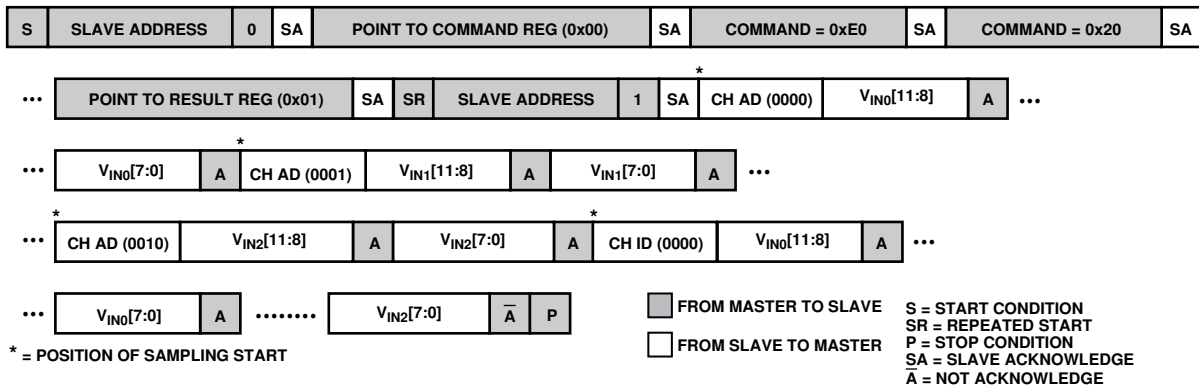 S SLAVE ADDRESS 0 SA POINT TO COMMAND REG (0x00) SA COMMAND = 0xE0 SA COMMAND = 0x20 SA
*
••• POINT TO RESULT REG (0x01) SA SR SLAVE ADDRESS 1 SA CH AD (0000) VIN0[11:8] A •••
*
••• VIN0[7:0] A CH AD (0001) VIN1[11:8] A VIN1[7:0] A •••
* *
••• CH AD (0010) VIN2[11:8] A VIN2[7:0] A CH ID (0000) VIN0[11:8] A •••
••• VIN0[7:0] A •••••••• VIN2[7:0] A̅ P
* = POSITION OF SAMPLING START
FROM MASTER TO SLAVE
FROM SLAVE TO MASTER
S = START CONDITION
SR = REPEATED START
P = STOP CONDITION
SA = SLAVE ACKNOWLEDGE
A̅ = NOT ACKNOWLEDGE